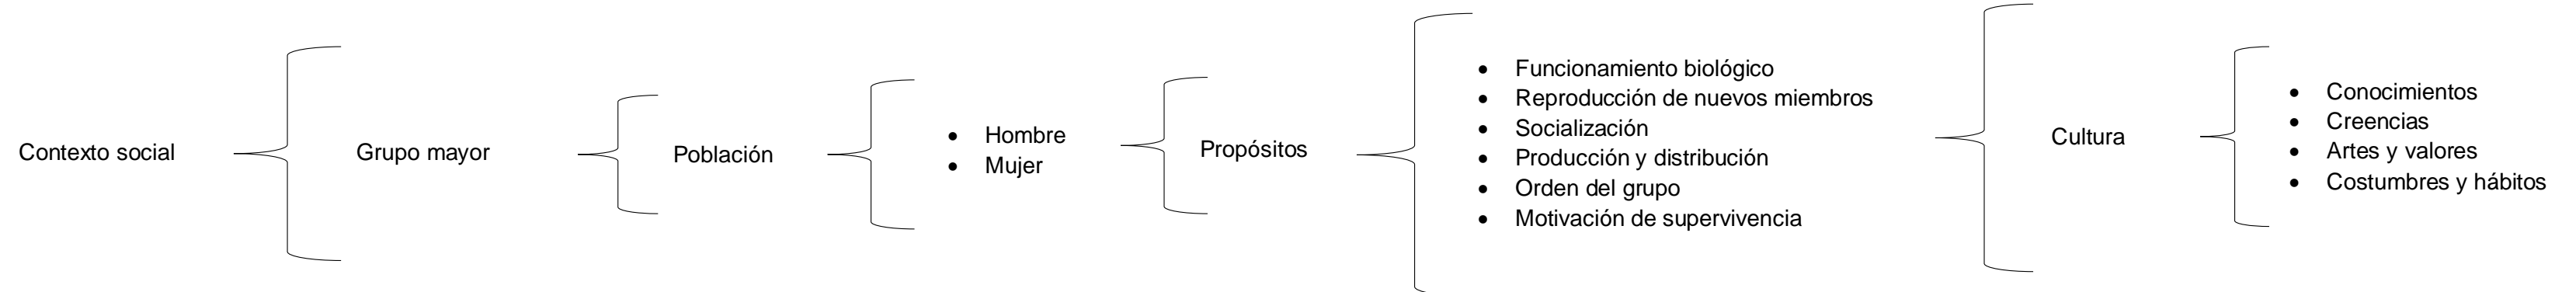 Contexto social
Grupo mayor
Población
• Hombre
• Mujer
Propósitos
• Funcionamiento biológico
• Reproducción de nuevos miembros
• Socialización
• Producción y distribución
• Orden del grupo
• Motivación de supervivencia
Cultura
• Conocimientos
• Creencias
• Artes y valores
• Costumbres y hábitos